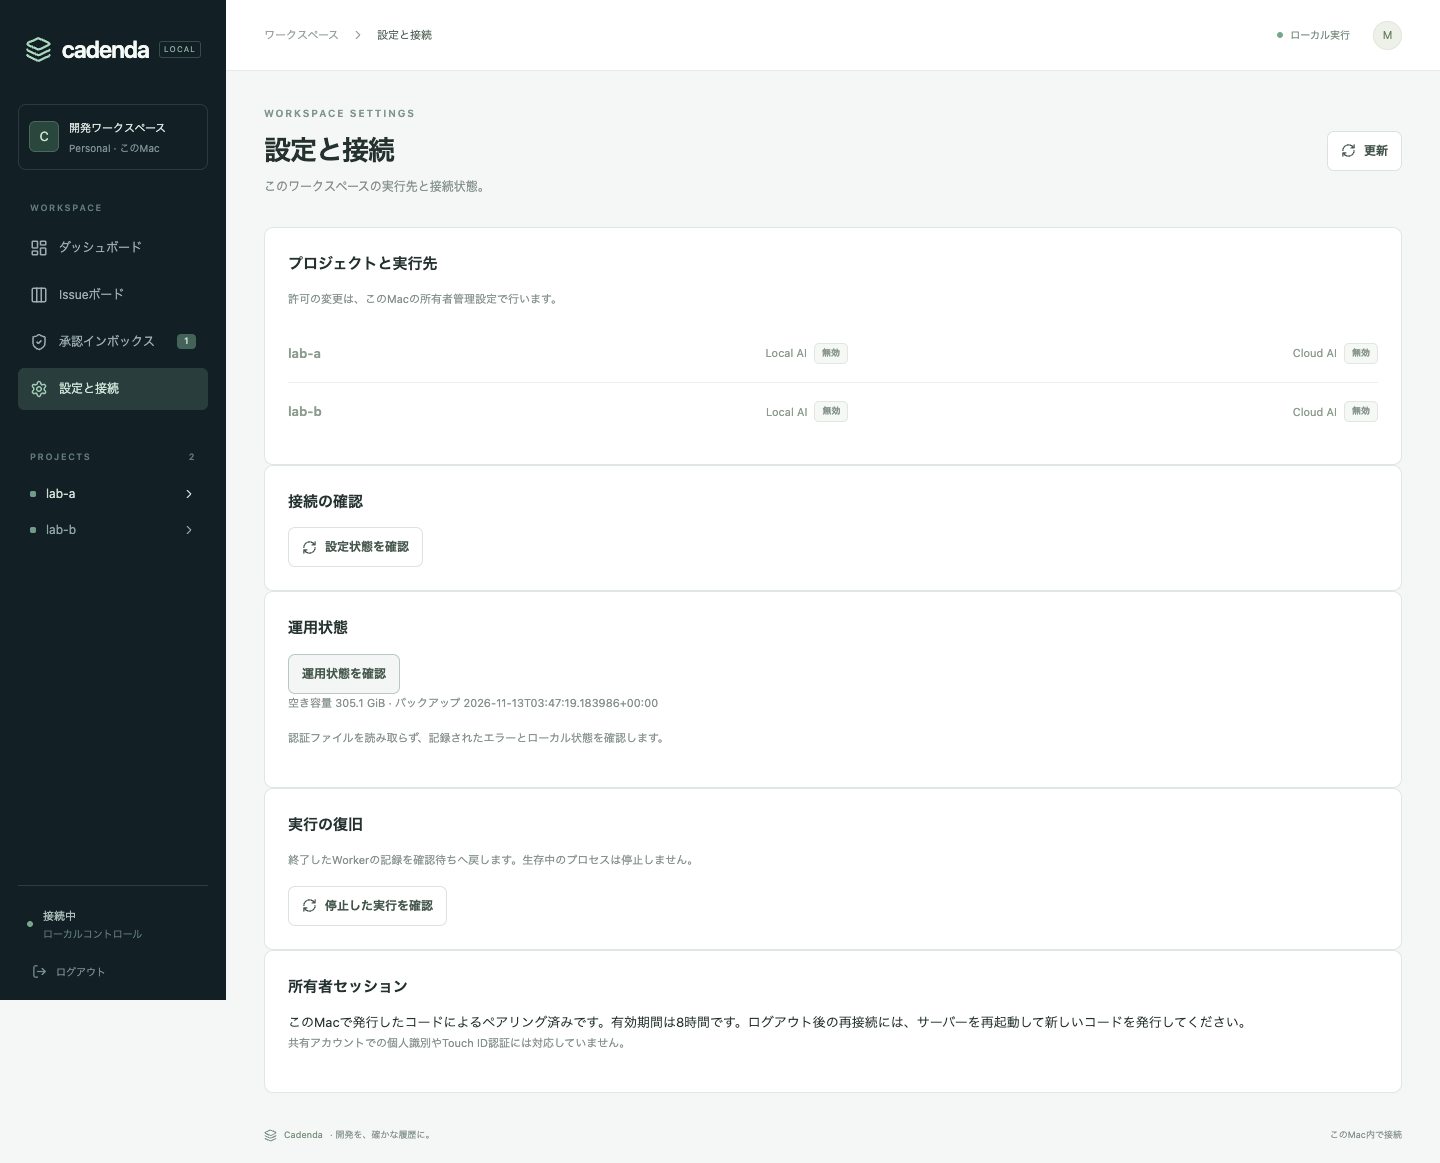 cadenda LOCAL
C
開発ワークスペース
Personal · このMac
WORKSPACE
ダッシュボード
Issueボード
承認インボックス 1
設定と接続
PROJECTS 2
lab-a
lab-b
接続中
ローカルコントロール
ログアウト
ワークスペース 設定と接続
ローカル実行 M
WORKSPACE SETTINGS
設定と接続
このワークスペースの実行先と接続状態。
更新
プロジェクトと実行先
許可の変更は、このMacの所有者管理設定で行います。
lab-a Local AI 無効 Cloud AI 無効
lab-b Local AI 無効 Cloud AI 無効
接続の確認
設定状態を確認
運用状態
運用状態を確認
空き容量 305.1 GiB · バックアップ 2026-11-13T03:47:19.183986+00:00
認証ファイルを読み取らず、記録されたエラーとローカル状態を確認します。
実行の復旧
終了したWorkerの記録を確認待ちへ戻します。生存中のプロセスは停止しません。
停止した実行を確認
所有者セッション
このMacで発行したコードによるペアリング済みです。有効期間は8時間です。ログアウト後の再接続には、サーバーを再起動して新しいコードを発行してください。
共有アカウントでの個人識別やTouch ID認証には対応していません。
Cadenda · 開発を、確かな履歴に。
このMac内で接続